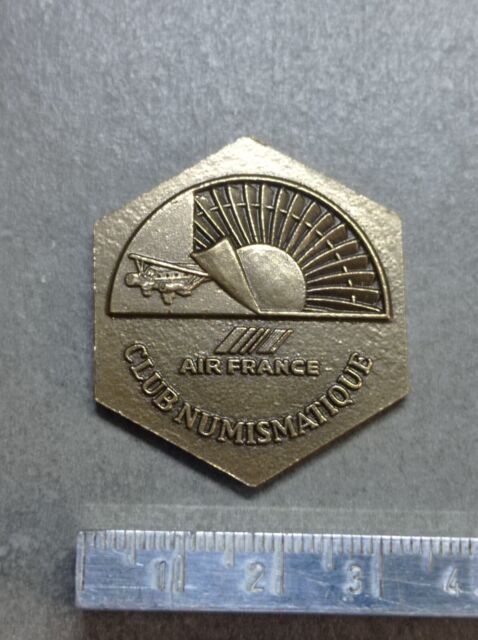 AIR FRANCE
CLUB NUMISMATIQUE
1 2 3 4